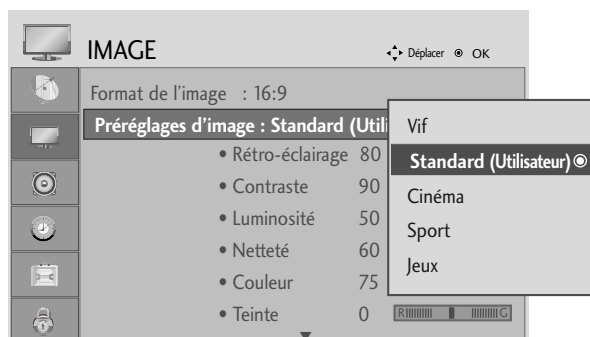 IMAGE
Déplacer OK
Format de l'image : 16:9
Préréglages d'image : Standard (Utili
• Rétro-éclairage 80
• Contraste 90
• Luminosité 50
• Netteté 60
• Couleur 75
• Teinte 0 R G
Vif
Standard (Utilisateur)
Cinéma
Sport
Jeux